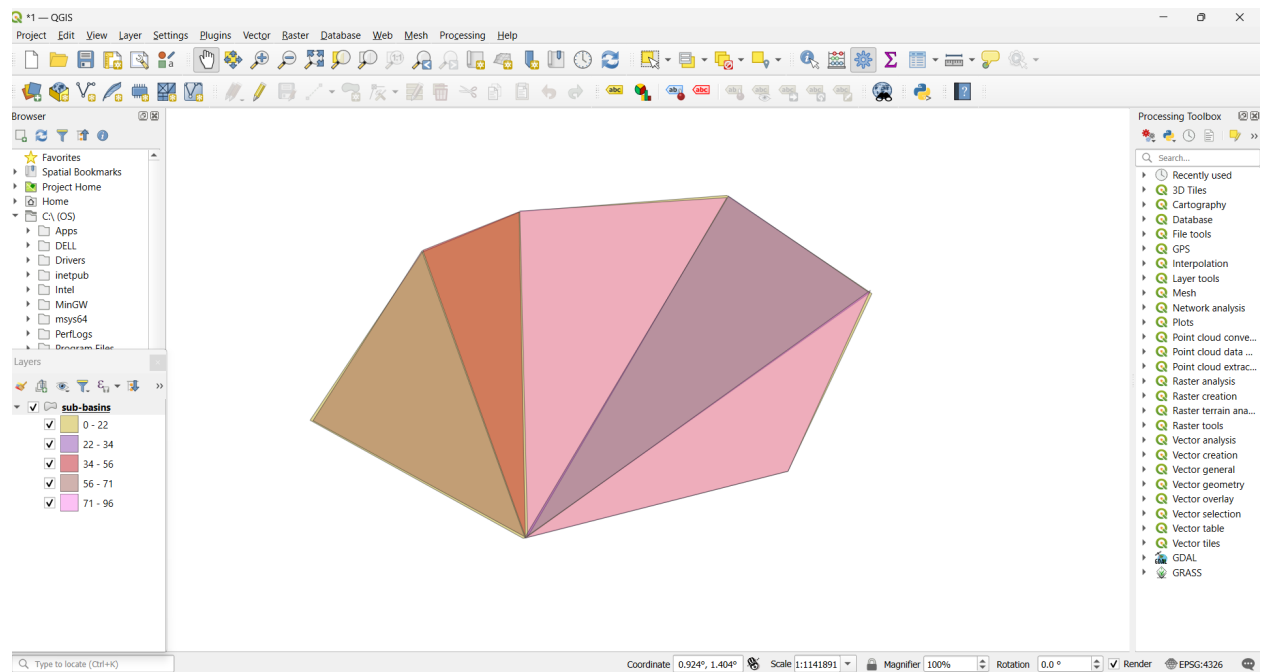 *1 — QGIS
Project Edit View Layer Settings Plugins Vector Raster Database Web Mesh Processing Help
Browser
Favorites
Spatial Bookmarks
Project Home
Home
C:\ (OS)
Apps
DELL
Drivers
inetpub
Intel
MinGW
msys64
PerfLogs
Program Files
Layers
sub-basins
0 - 22
22 - 34
34 - 56
56 - 71
71 - 96
Processing Toolbox
Search...
Recently used
3D Tiles
Cartography
Database
File tools
GPS
Interpolation
Layer tools
Mesh
Network analysis
Plots
Point cloud conve...
Point cloud data ...
Point cloud extrac...
Raster analysis
Raster creation
Raster terrain ana...
Raster tools
Vector analysis
Vector creation
Vector general
Vector geometry
Vector overlay
Vector selection
Vector table
Vector tiles
GDAL
GRASS
Type to locate (Ctrl+K) Coordinate 0.924°, 1.404° Scale 1:1141891 Magnifier 100% Rotation 0.0 ° Render EPSG:4326